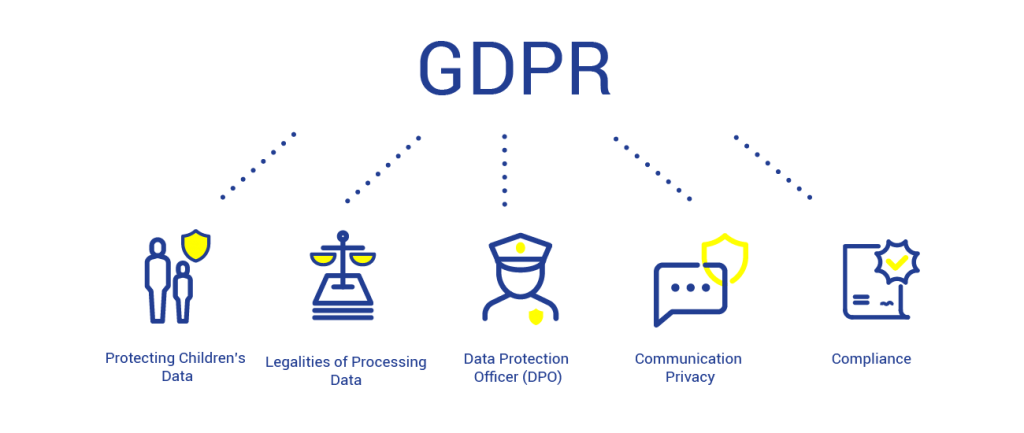 GDPR
Protecting Children's
Data
Legalities of Processing
Data
Data Protection
Officer (DPO)
Communication
Privacy
Compliance